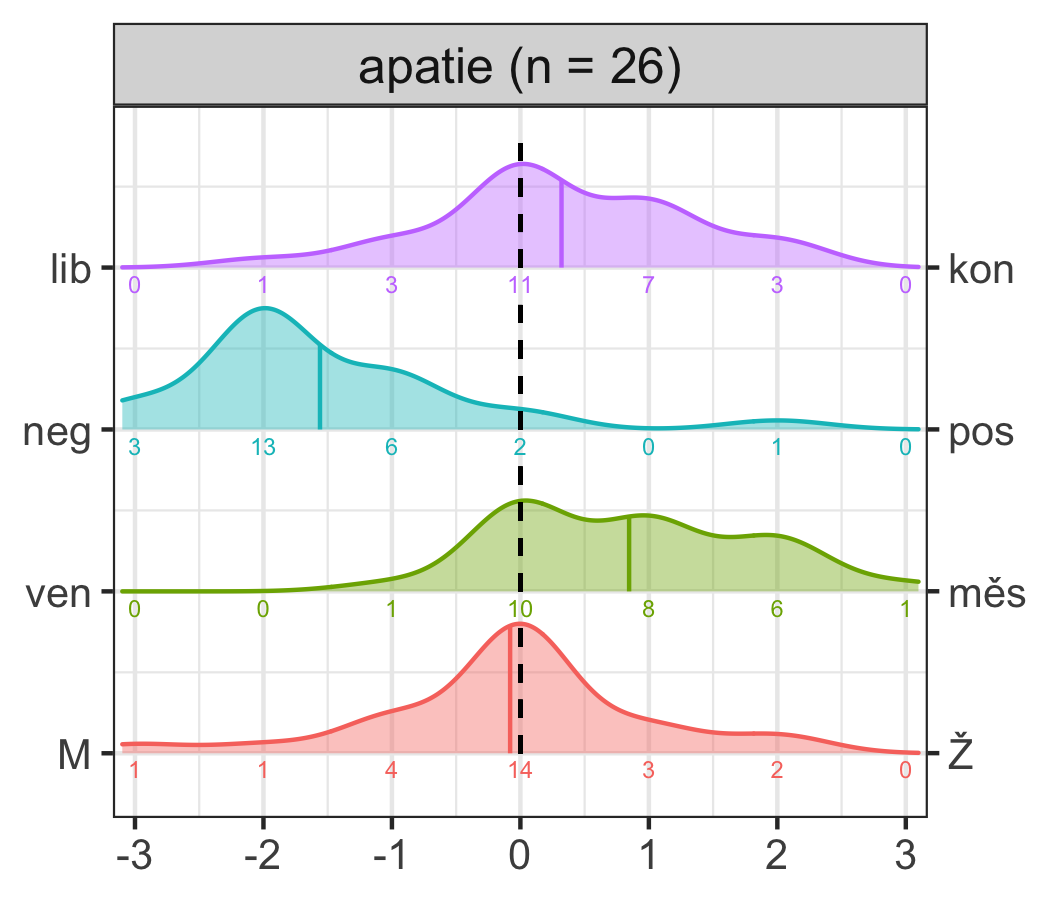 apatie (n = 26)
lib kon
0 1 3 11 7 3 0
neg pos
3 13 6 2 0 1 0
ven měs
0 0 1 10 8 6 1
M Ž
1 1 4 14 3 2 0
-3 -2 -1 0 1 2 3